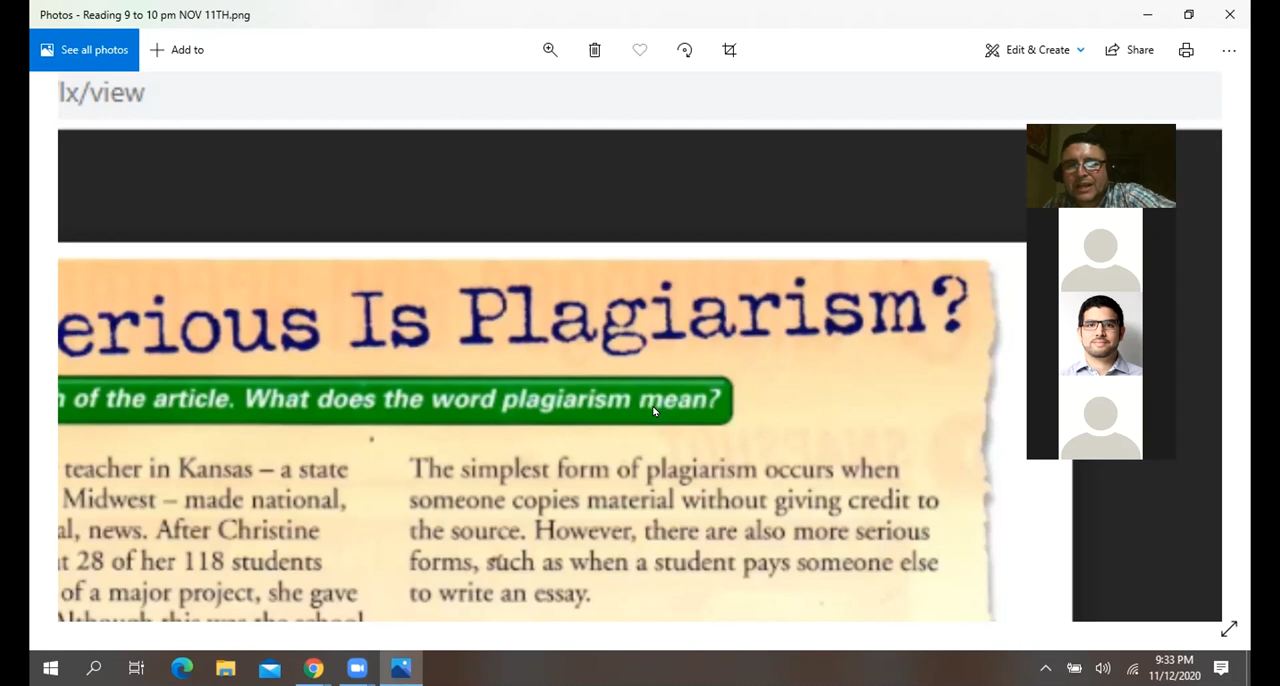 Photos - Reading 9 to 10 pm NOV 11TH.png
See all photos
Add to
Edit & Create
Share
lx/view
erious Is Plagiarism?
of the article. What does the word plagiarism mean?
teacher in Kansas – a state
Midwest – made national,
al, news. After Christine
28 of her 118 students
of a major project, she gave
The simplest form of plagiarism occurs when
someone copies material without giving credit to
the source. However, there are also more serious
forms, such as when a student pays someone else
to write an essay.
9:33 PM
11/12/2020